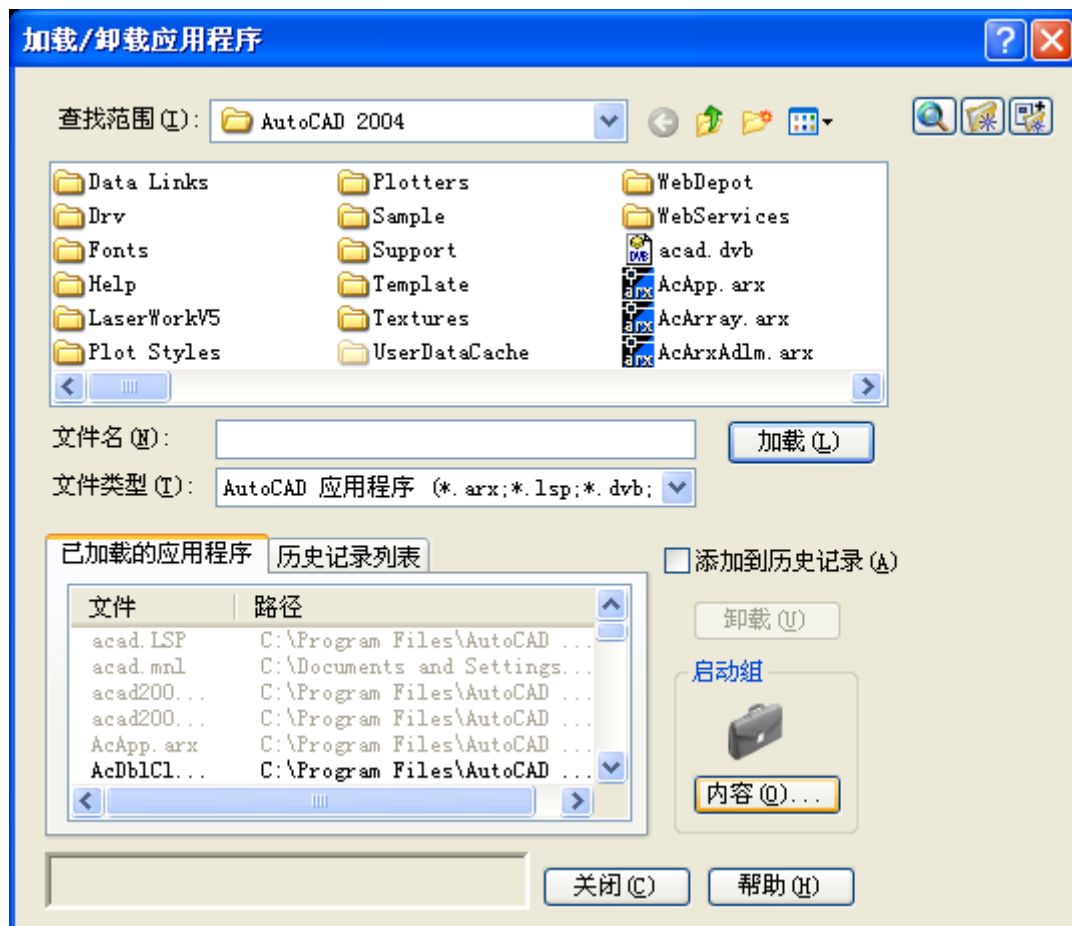 加载/卸载应用程序
查找范围(I): AutoCAD 2004
Data Links Plotters WebDepot
Drv Sample WebServices
Fonts Support acad.dvb
Help Template AcApp.arx
LaserWorkV5 Textures AcArray.arx
Plot Styles UserDataCache AcArxAdlm.arx
文件名(N): 加载(L)
文件类型(T): AutoCAD 应用程序 (*.arx;*.lsp;*.dvb;
已加载的应用程序 历史记录列表 添加到历史记录(A)
文件 路径
acad.LSP C:\Program Files\AutoCAD ...
acad.mnl C:\Documents and Settings...
acad200... C:\Program Files\AutoCAD ...
acad200... C:\Program Files\AutoCAD ...
AcApp.arx C:\Program Files\AutoCAD ...
AcDblCl... C:\Program Files\AutoCAD ...
卸载(U)
启动组
内容(O)...
关闭(C) 帮助(H)